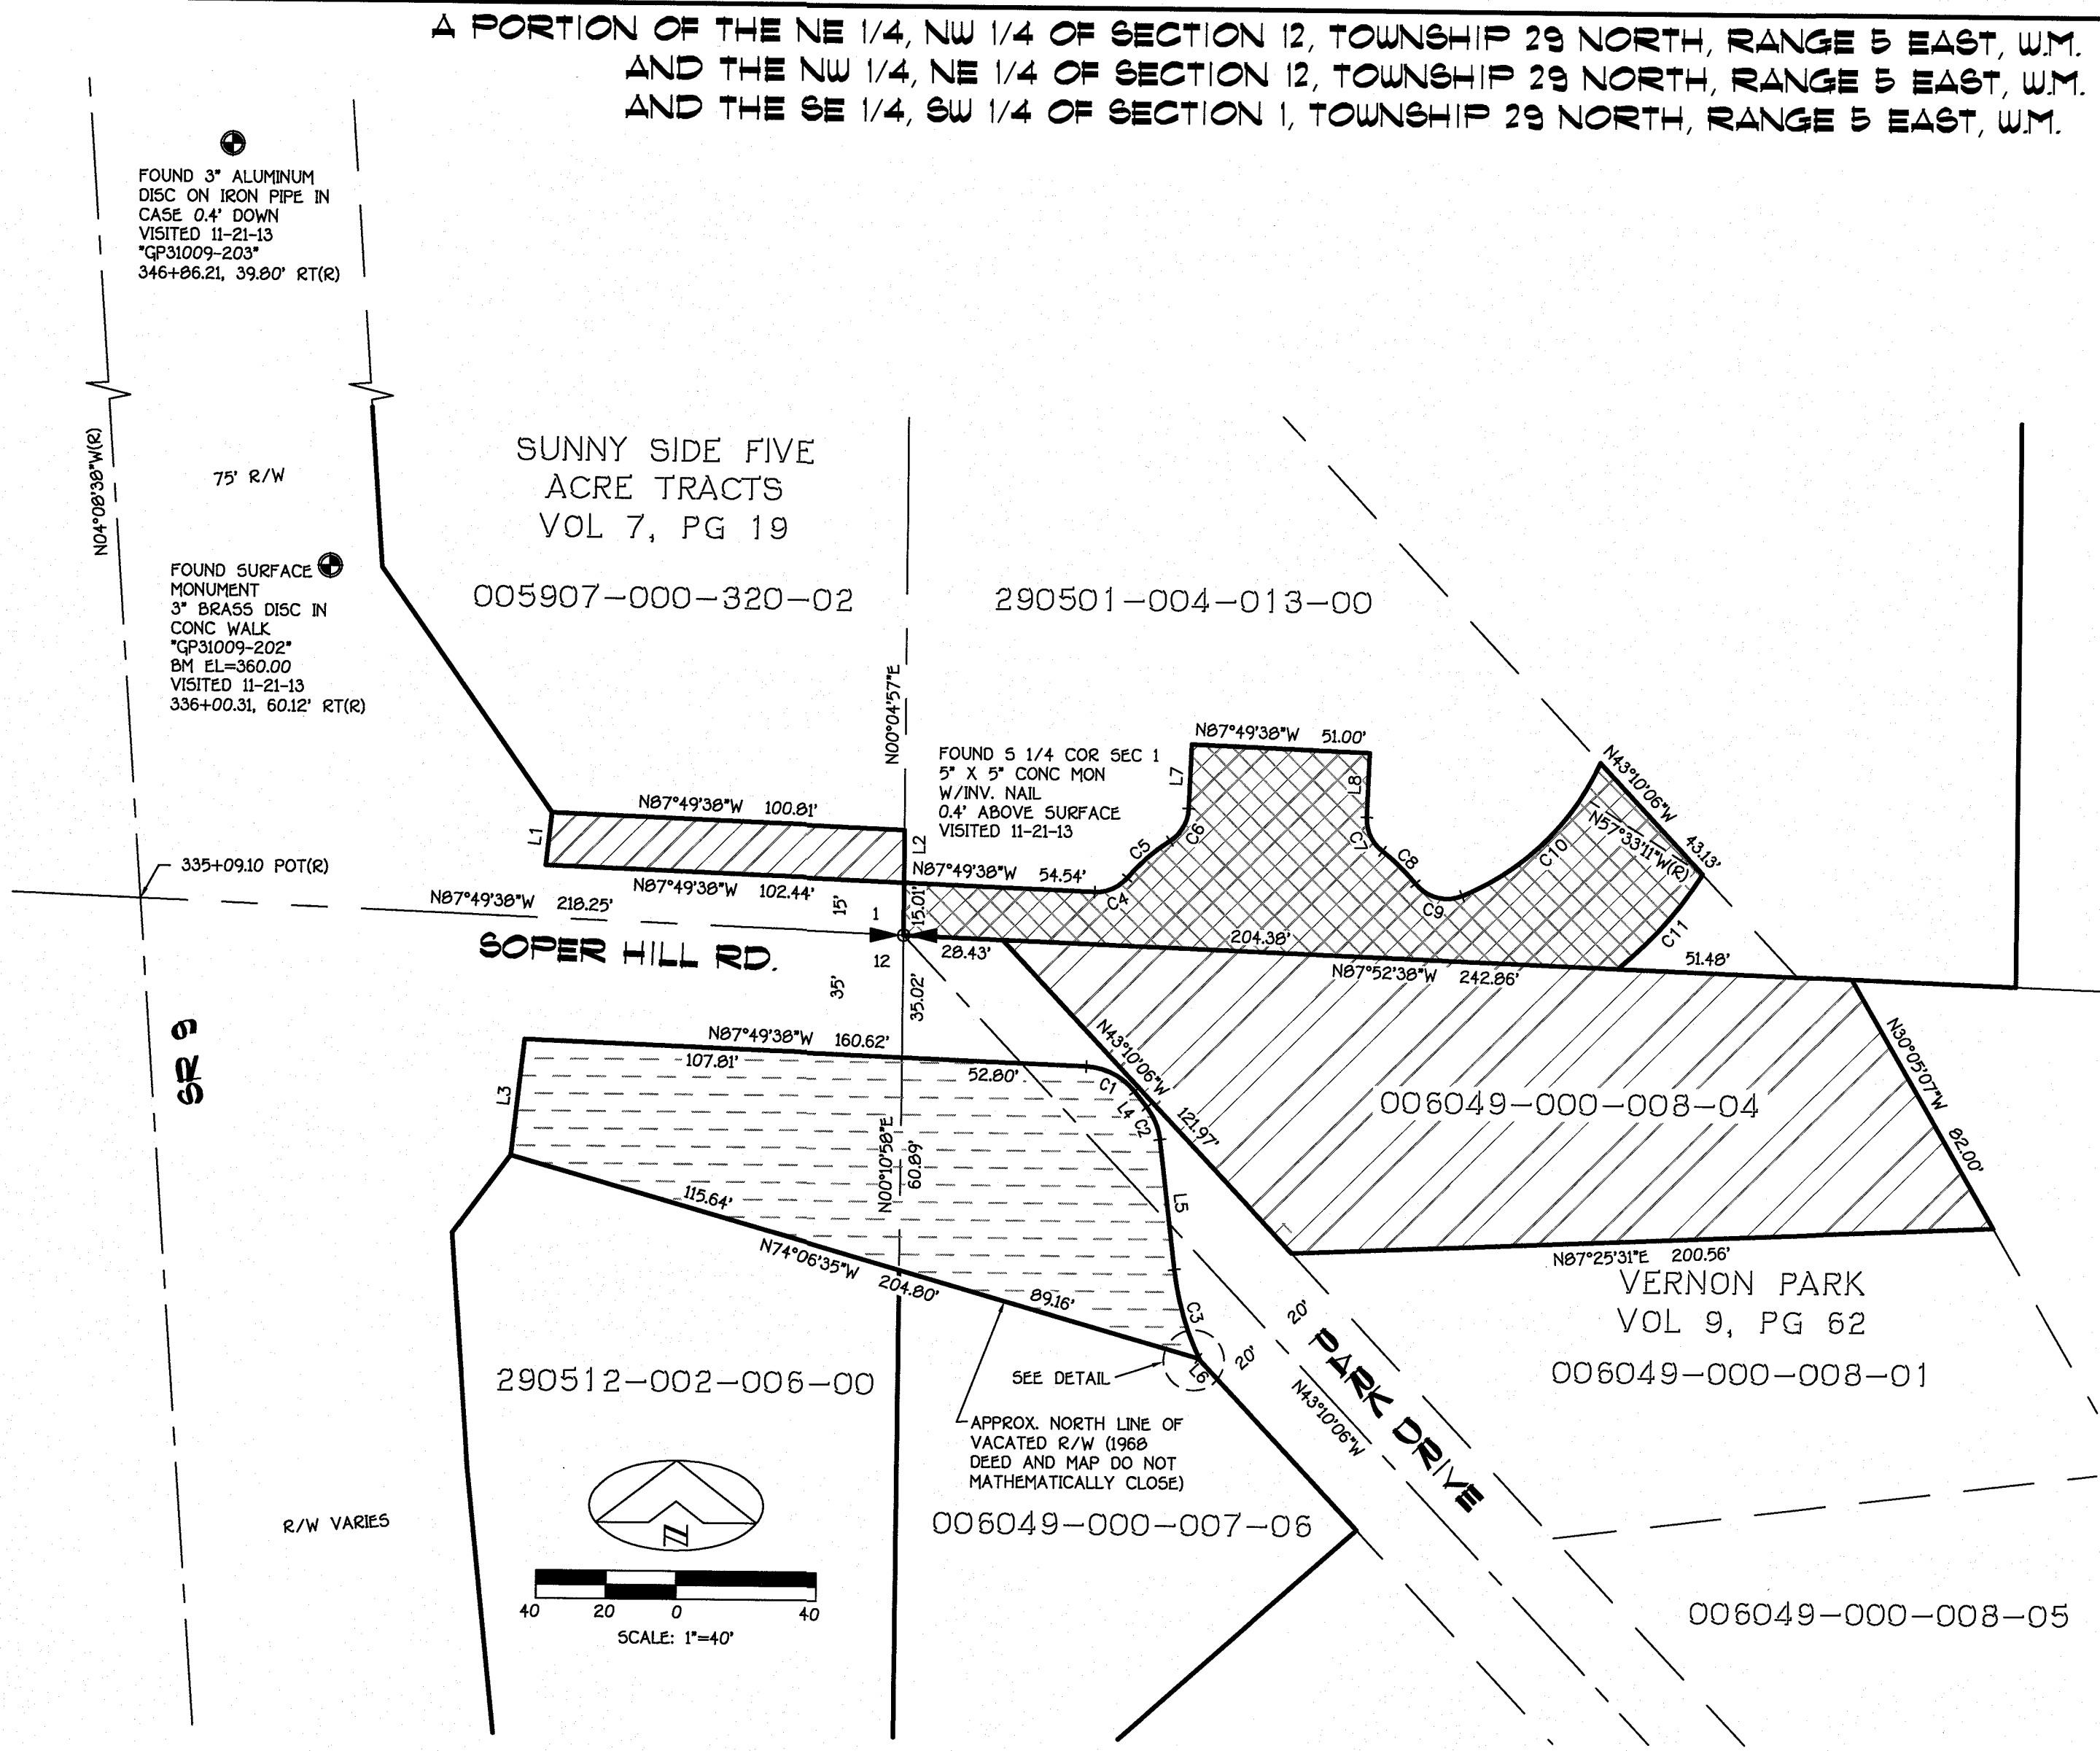 A PORTION OF THE NE 1/4, NW 1/4 OF SECTION 12, TOWNSHIP 29 NORTH, RANGE 5 EAST, W.M.
AND THE NW 1/4, NE 1/4 OF SECTION 12, TOWNSHIP 29 NORTH, RANGE 5 EAST, W.M.
AND THE SE 1/4, SW 1/4 OF SECTION 1, TOWNSHIP 29 NORTH, RANGE 5 EAST, W.M.
FOUND 3" ALUMINUM
DISC ON IRON PIPE IN
CASE 0.4' DOWN
VISITED 11-21-13
"GP31009-203"
346+86.21, 39.80' RT(R)
N04°08'38"W(R)
75' R/W
SUNNY SIDE FIVE
ACRE TRACTS
VOL 7, PG 19
005907-000-320-02
290501-004-013-00
FOUND SURFACE
MONUMENT
3" BRASS DISC IN
CONC WALK
"GP31009-202"
BM EL=360.00
VISITED 11-21-13
336+00.31, 60.12' RT(R)
N00°04'57"E
FOUND S 1/4 COR SEC 1
5" X 5" CONC MON
W/INV. NAIL
0.4' ABOVE SURFACE
VISITED 11-21-13
N87°49'38"W 51.00'
L7
L8
N43°10'06"W
43.13'
N57°33'11"W(R)
N87°49'38"W 100.81'
L1
L2
C5
C6
C7
C8
C10
335+09.10 POT(R)
N87°49'38"W 54.54'
N87°49'38"W 102.44'
C4
C9
C11
N87°49'38"W 218.25'
15'
1
15.01'
SOPER HILL RD.
12
28.43'
204.38'
51.48'
N87°52'38"W 242.86'
35'
35.02'
SR 9
N87°49'38"W 160.62'
107.81'
52.80'
N43°10'06"W
121.97'
C1
L4
C2
L3
006049-000-008-04
N30°05'07"W
82.00'
N00°10'58"E
60.89'
115.64'
L5
N74°06'35"W 204.80'
89.16'
C3
N87°25'31"E 200.56'
VERNON PARK
VOL 9, PG 62
006049-000-008-01
20'
20'
PARK DRIVE
N43°10'06"W
SEE DETAIL
L6
290512-002-006-00
APPROX. NORTH LINE OF
VACATED R/W (1968
DEED AND MAP DO NOT
MATHEMATICALLY CLOSE)
006049-000-007-06
R/W VARIES
N
40 20 0 40
SCALE: 1"=40'
006049-000-008-05